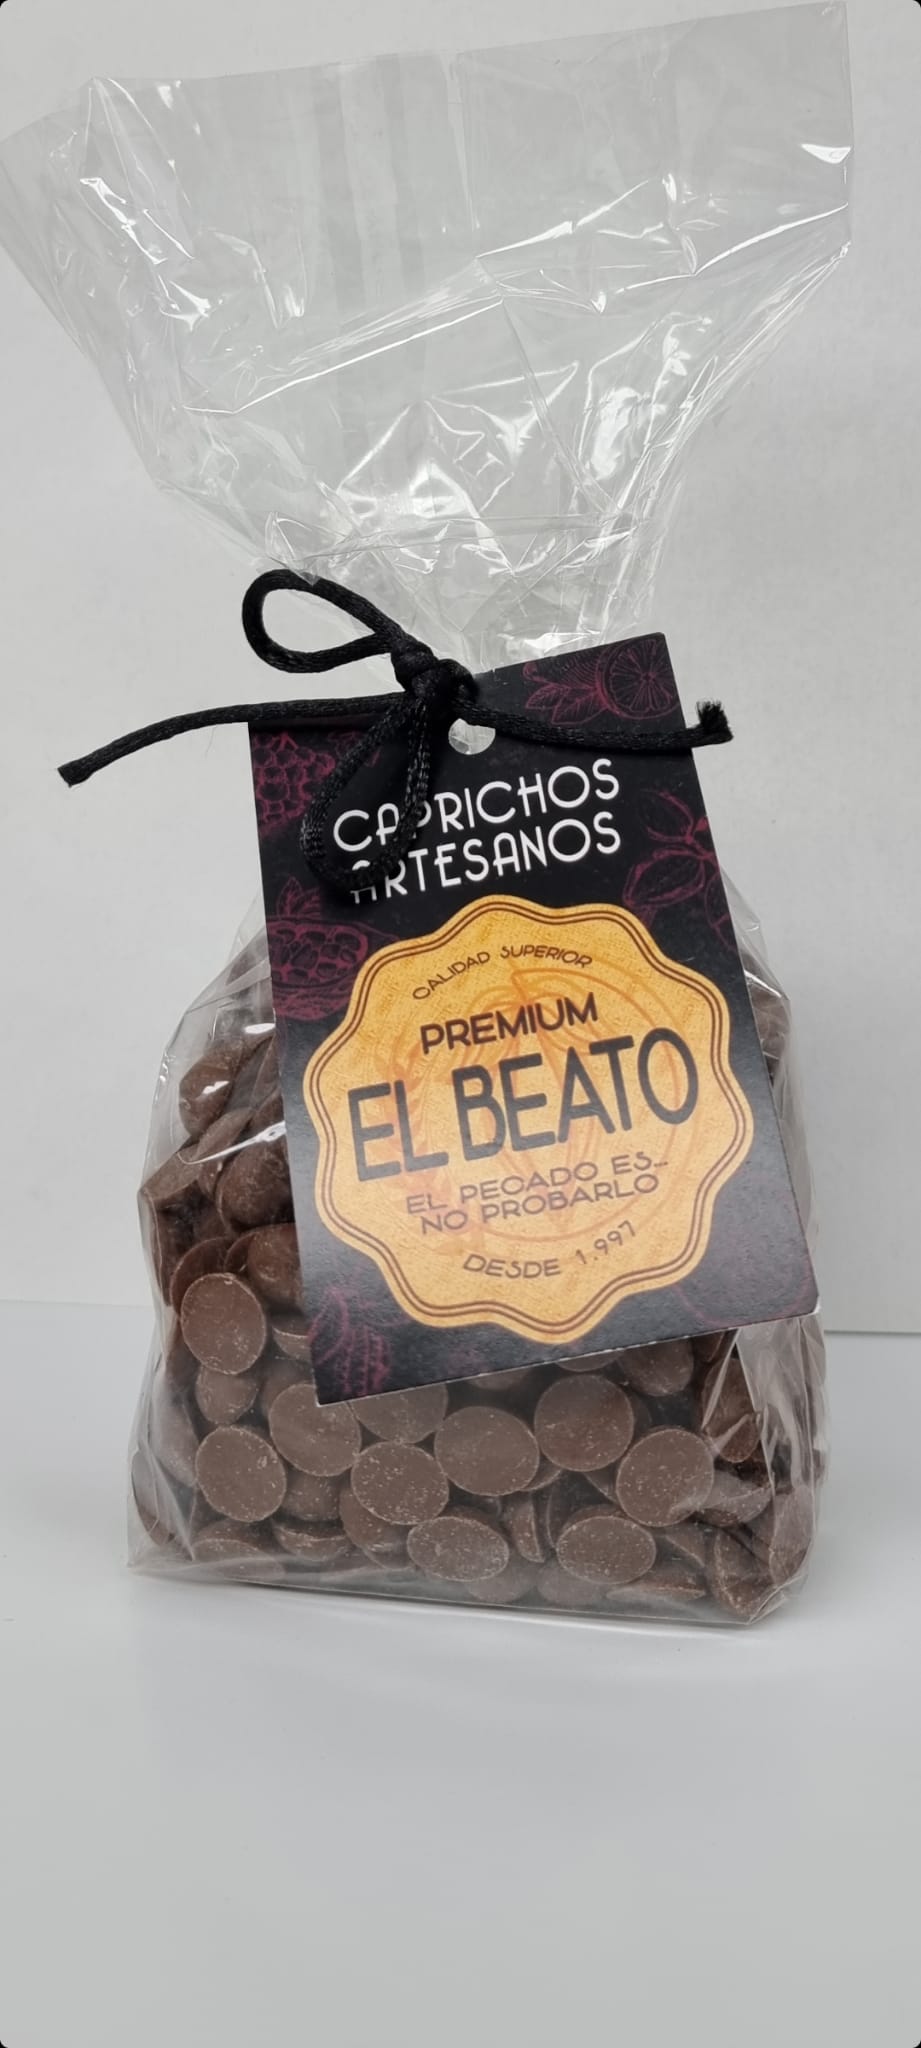 CAPRICHOS
ARTESANOS
CALIDAD SUPERIOR
PREMIUM
EL BEATO
EL PECADO ES...
NO PROBARLO
DESDE 1.997